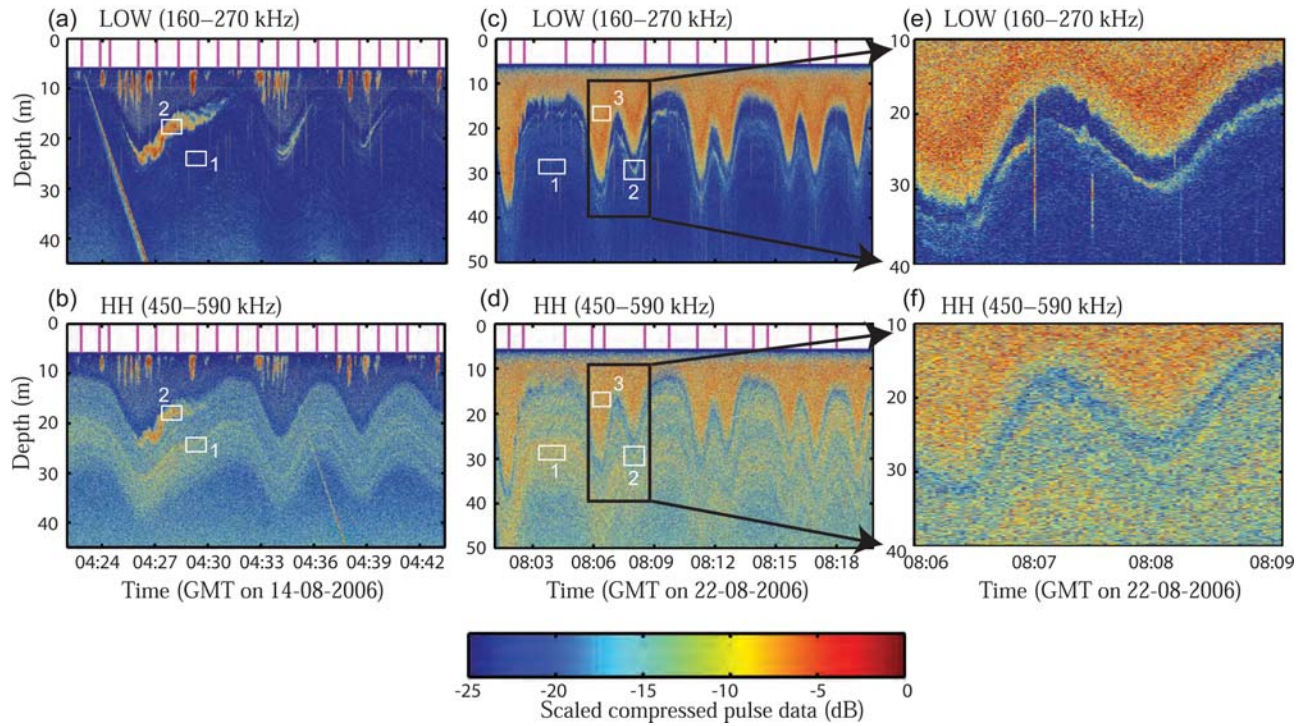 (a) LOW (160–270 kHz)
0
10
20
30
40
Depth (m)
2
1
(c) LOW (160–270 kHz)
0
10
20
30
40
50
3
1
2
(e) LOW (160–270 kHz)
10
20
30
40
(b) HH (450–590 kHz)
0
10
20
30
40
Depth (m)
2
1
04:24 04:27 04:30 04:33 04:36 04:39 04:42
Time (GMT on 14-08-2006)
(d) HH (450–590 kHz)
0
10
20
30
40
50
3
1
2
08:03 08:06 08:09 08:12 08:15 08:18
Time (GMT on 22-08-2006)
(f) HH (450–590 kHz)
10
20
30
40
08:06 08:07 08:08 08:09
Time (GMT on 22-08-2006)
-25 -20 -15 -10 -5 0
Scaled compressed pulse data (dB)